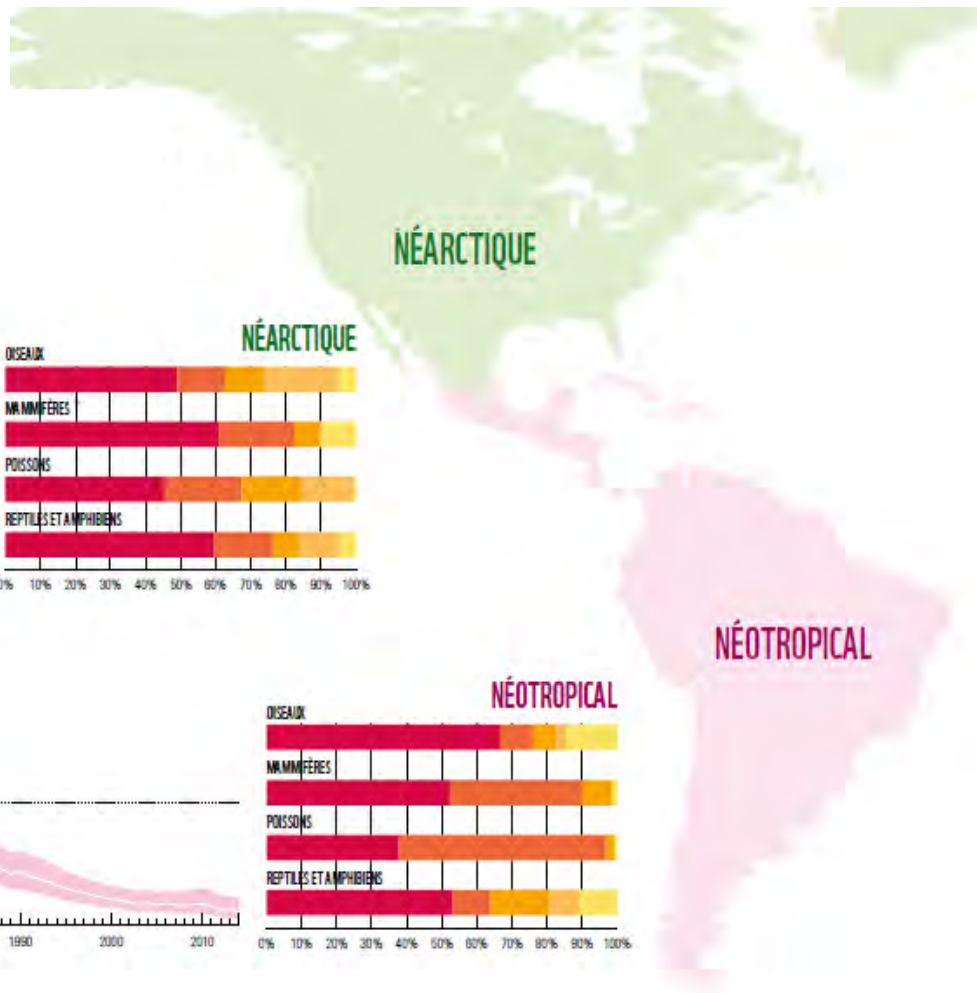 NÉARCTIQUE
NÉARCTIQUE
OISEAUX
MAMMIFÈRES
POISSONS
REPTILES ET AMPHIBIENS
0% 10% 20% 30% 40% 50% 60% 70% 80% 90% 100%
NÉOTROPICAL
NÉOTROPICAL
OISEAUX
MAMMIFÈRES
POISSONS
REPTILES ET AMPHIBIENS
0% 10% 20% 30% 40% 50% 60% 70% 80% 90% 100%
1990 2000 2010